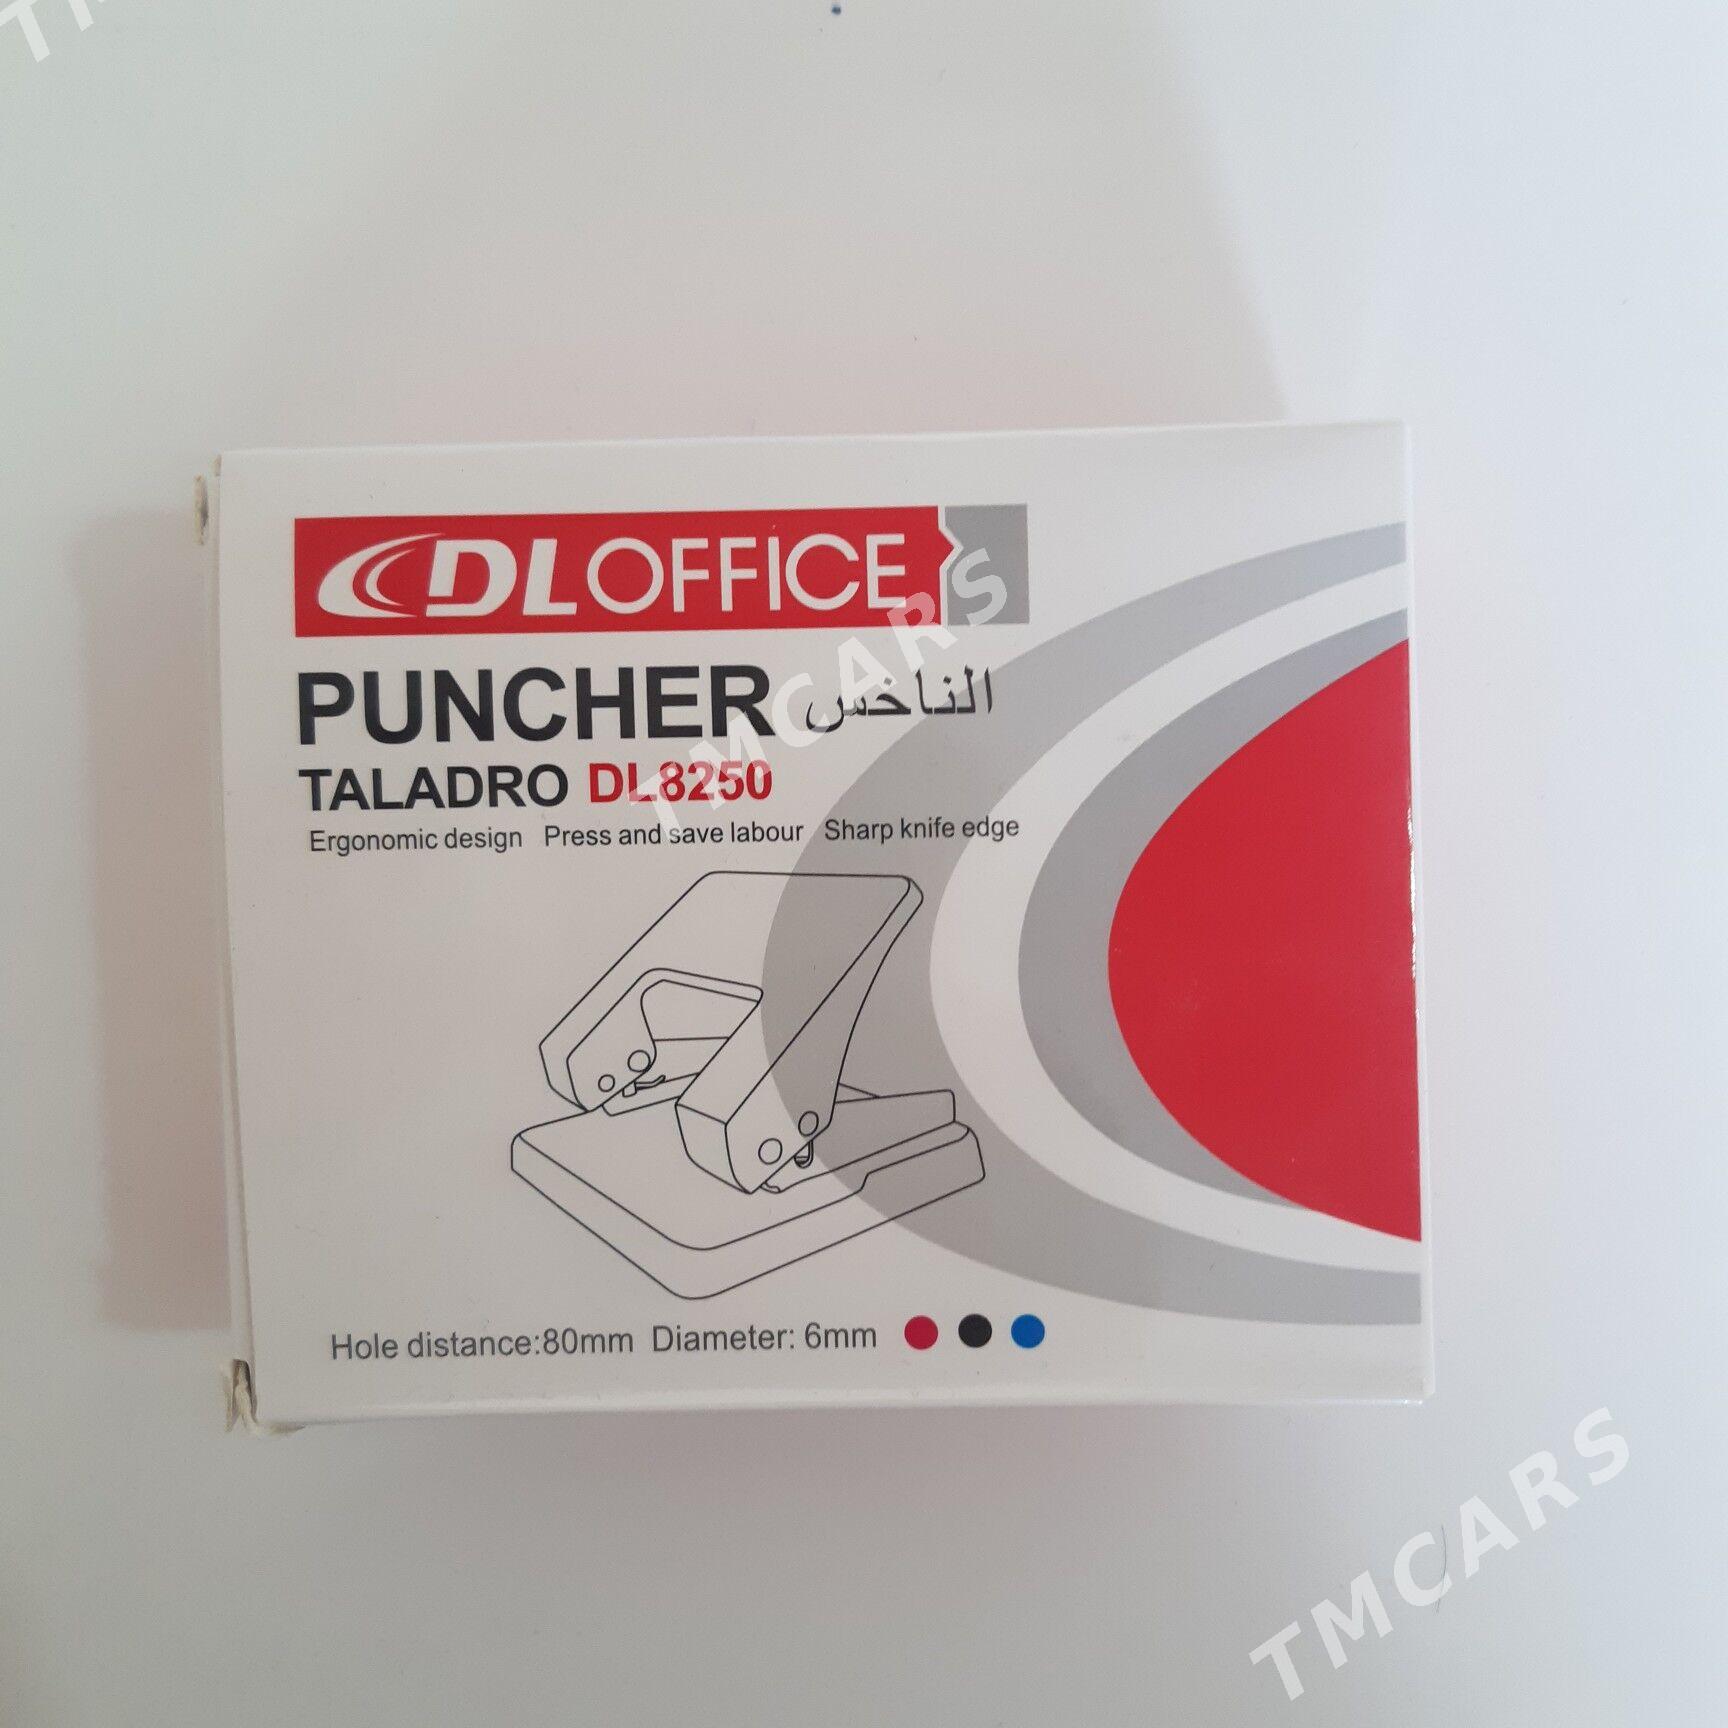 DLOFFICE
PUNCHER الناخس
TALADRO DL8250
Ergonomic design Press and save labour Sharp knife edge
Hole distance:80mm Diameter: 6mm
TMCARS
TMCARS